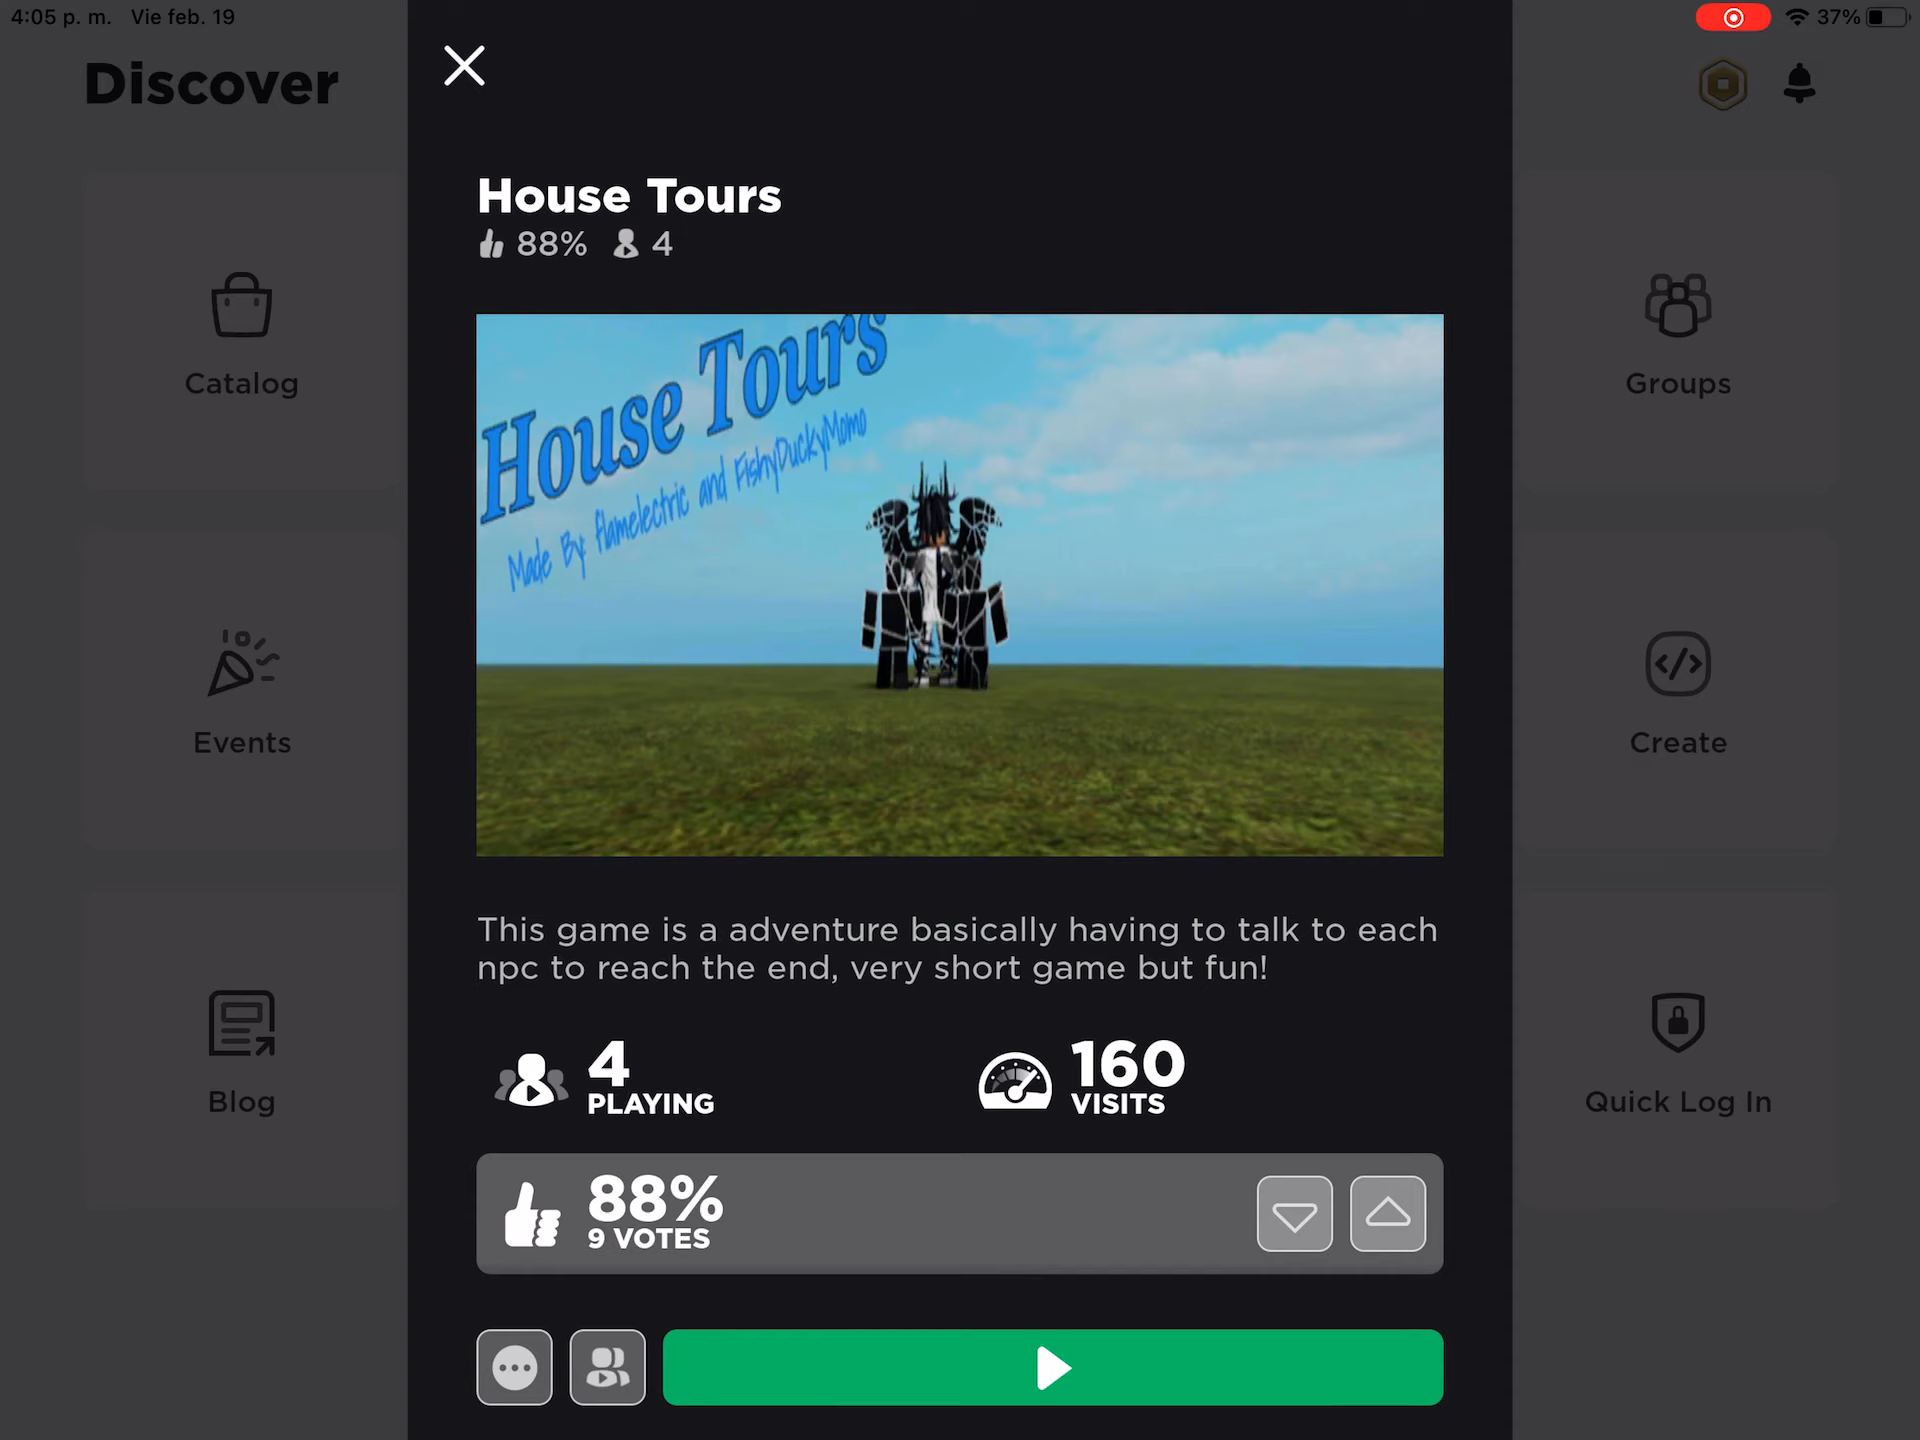 4:05 p. m. Vie feb. 19
37%
Discover
House Tours
88% 4
House Tours
Made By: flamelectric and FishyDuckyMomo
This game is a adventure basically having to talk to each
npc to reach the end, very short game but fun!
4
PLAYING
160
VISITS
88%
9 VOTES
Catalog
Events
Blog
Groups
Create
Quick Log In